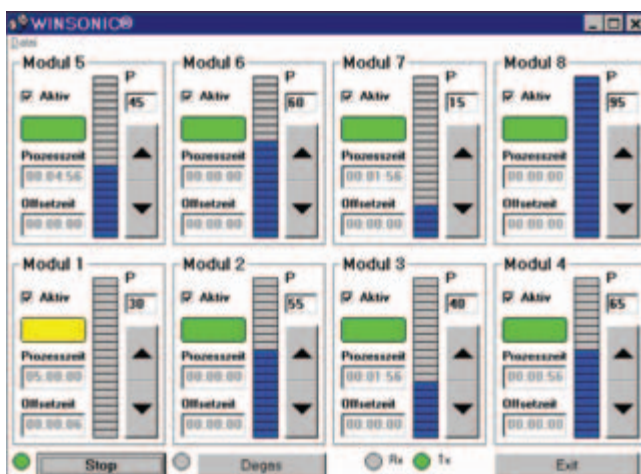 WINSONIC®
Datei
Modul 5
P
Aktiv
45
Prozesszeit
00:04:56
Offsetzeit
00:00:00
Modul 6
P
Aktiv
60
Prozesszeit
00:00:00
Offsetzeit
00:00:00
Modul 7
P
Aktiv
15
Prozesszeit
00:01:56
Offsetzeit
00:00:00
Modul 8
P
Aktiv
95
Prozesszeit
00:00:00
Offsetzeit
00:00:00
Modul 1
P
Aktiv
30
Prozesszeit
05:00:00
Offsetzeit
00:00:06
Modul 2
P
Aktiv
55
Prozesszeit
00:00:00
Offsetzeit
00:00:00
Modul 3
P
Aktiv
40
Prozesszeit
00:01:56
Offsetzeit
00:00:00
Modul 4
P
Aktiv
65
Prozesszeit
00:00:56
Offsetzeit
00:00:00
Stop
Degas
Rx
Tx
Exit